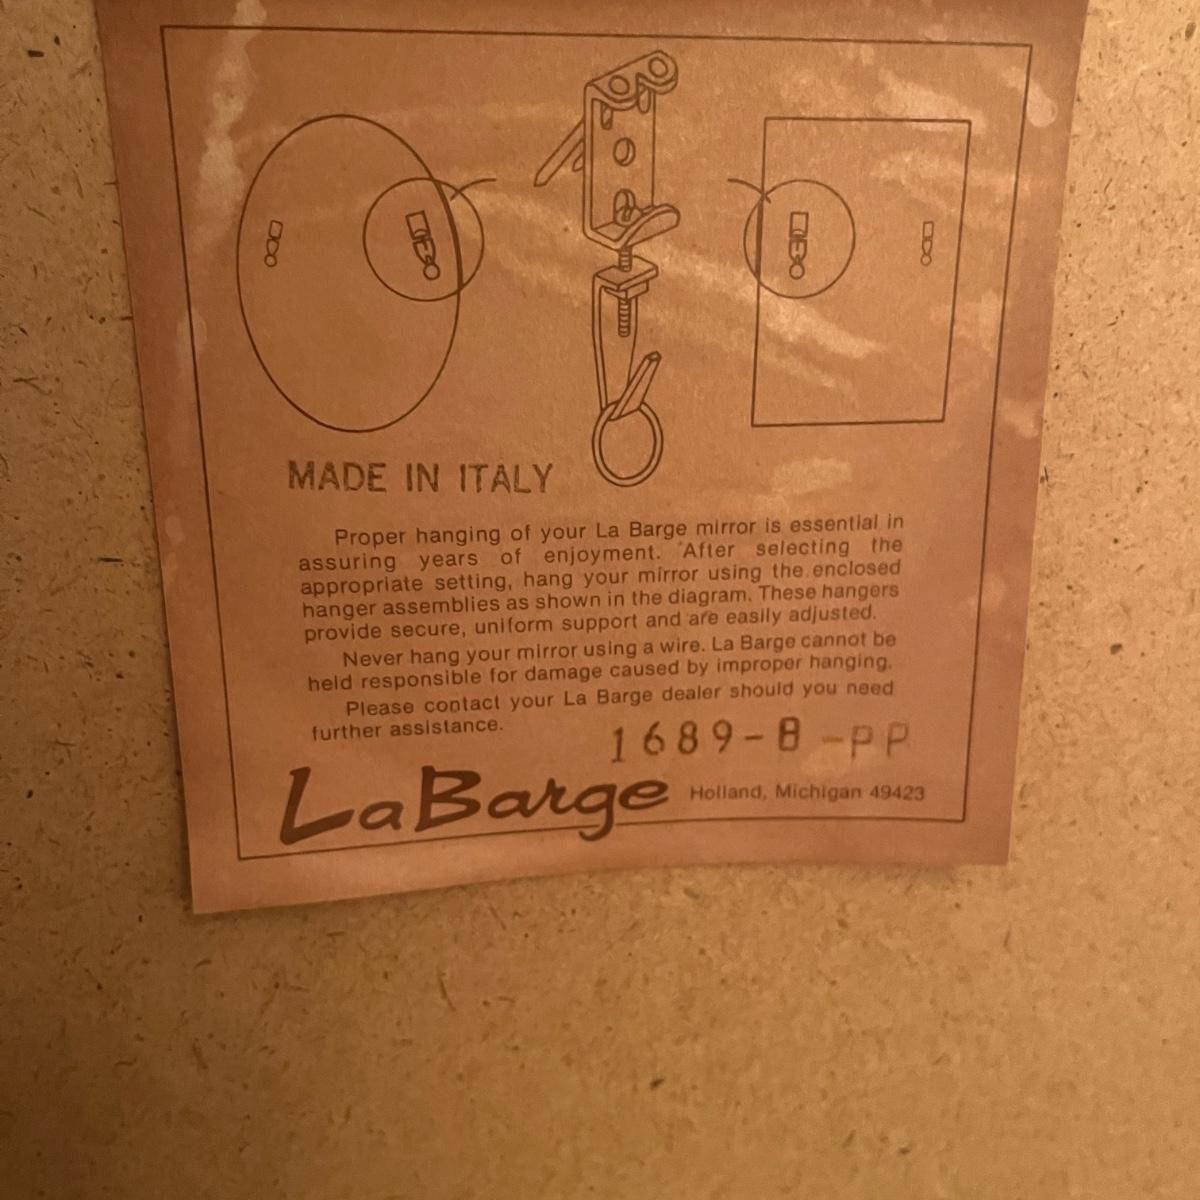 MADE IN ITALY
Proper hanging of your La Barge mirror is essential in
assuring years of enjoyment. After selecting the
appropriate setting, hang your mirror using the enclosed
hanger assemblies as shown in the diagram. These hangers
provide secure, uniform support and are easily adjusted.
Never hang your mirror using a wire. La Barge cannot be
held responsible for damage caused by improper hanging.
Please contact your La Barge dealer should you need
further assistance.
1689-8-PP
LaBarge Holland, Michigan 49423